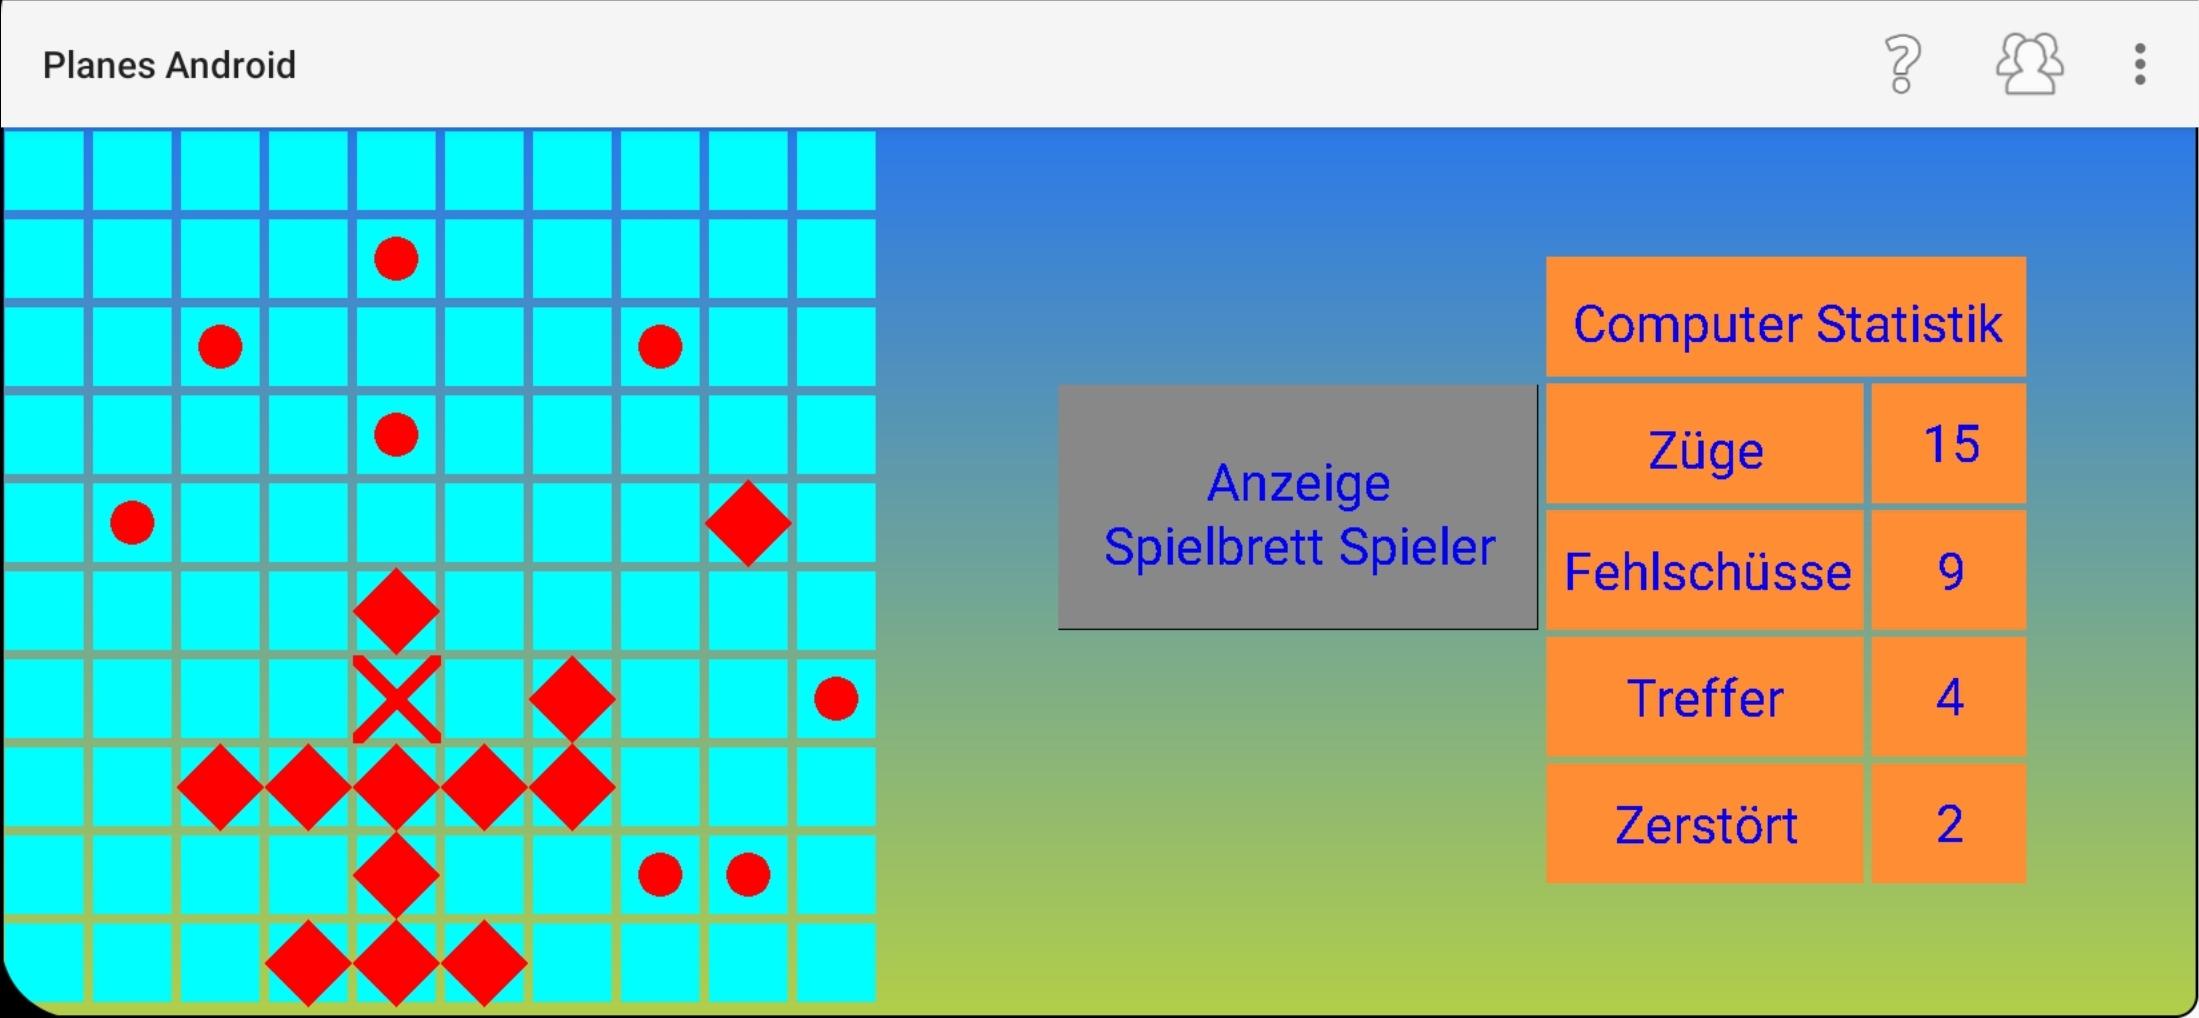 Planes Android
Anzeige
Spielbrett Spieler
Computer Statistik
Züge 15
Fehlschüsse 9
Treffer 4
Zerstört 2